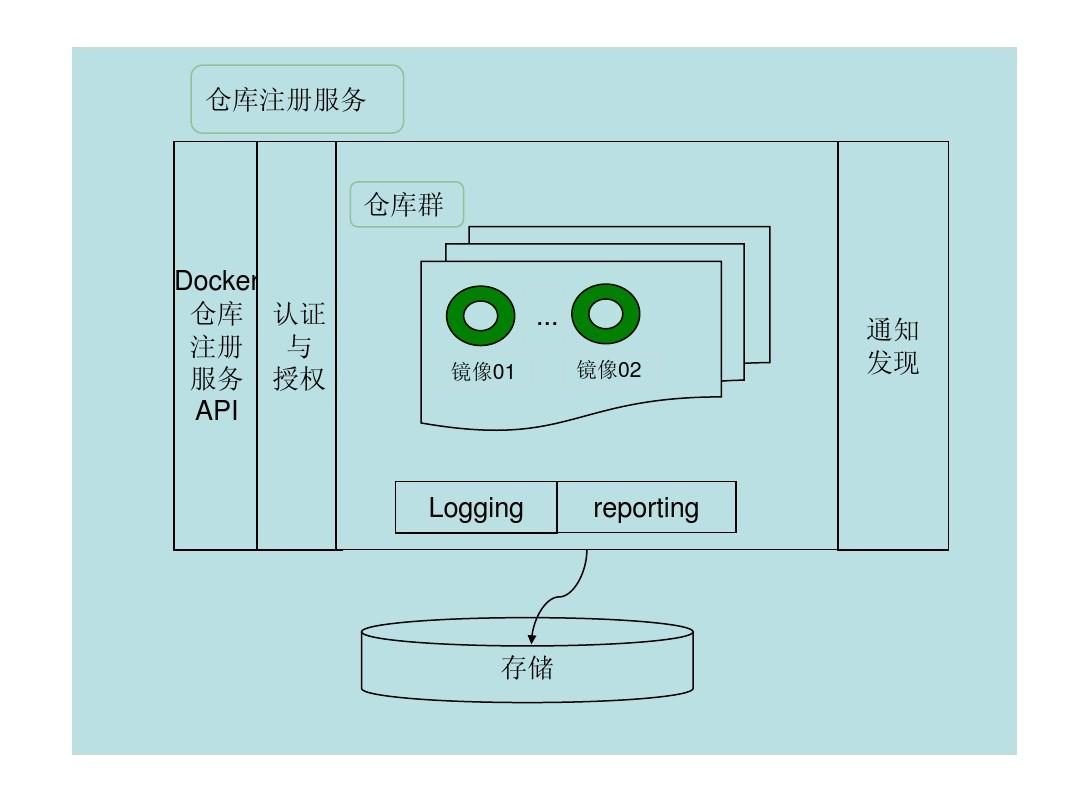 仓库注册服务
仓库群
Docker
仓库
注册
服务
API
认证
与
授权
...
镜像01
镜像02
通知
发现
Logging
reporting
存储